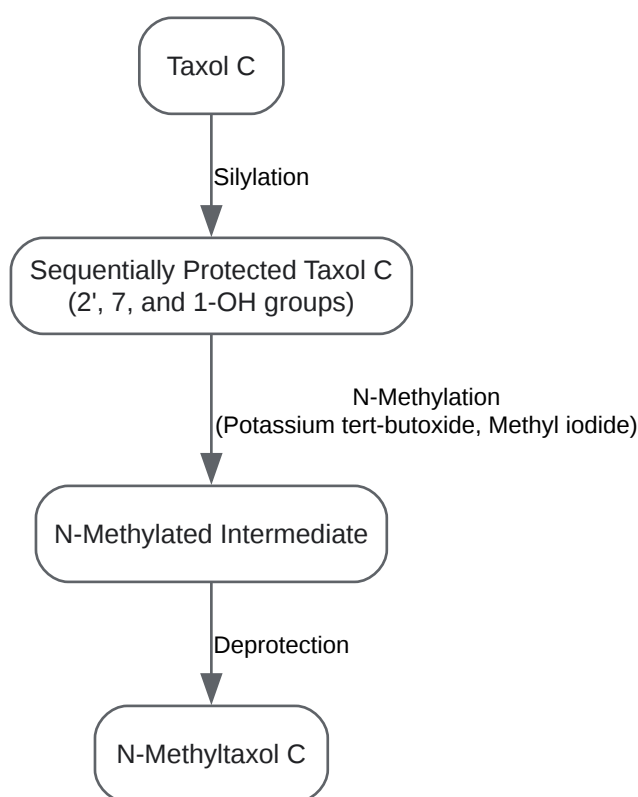 Taxol C
Silylation
Sequentially Protected Taxol C
(2', 7, and 1-OH groups)
N-Methylation
(Potassium tert-butoxide, Methyl iodide)
N-Methylated Intermediate
Deprotection
N-Methyltaxol C